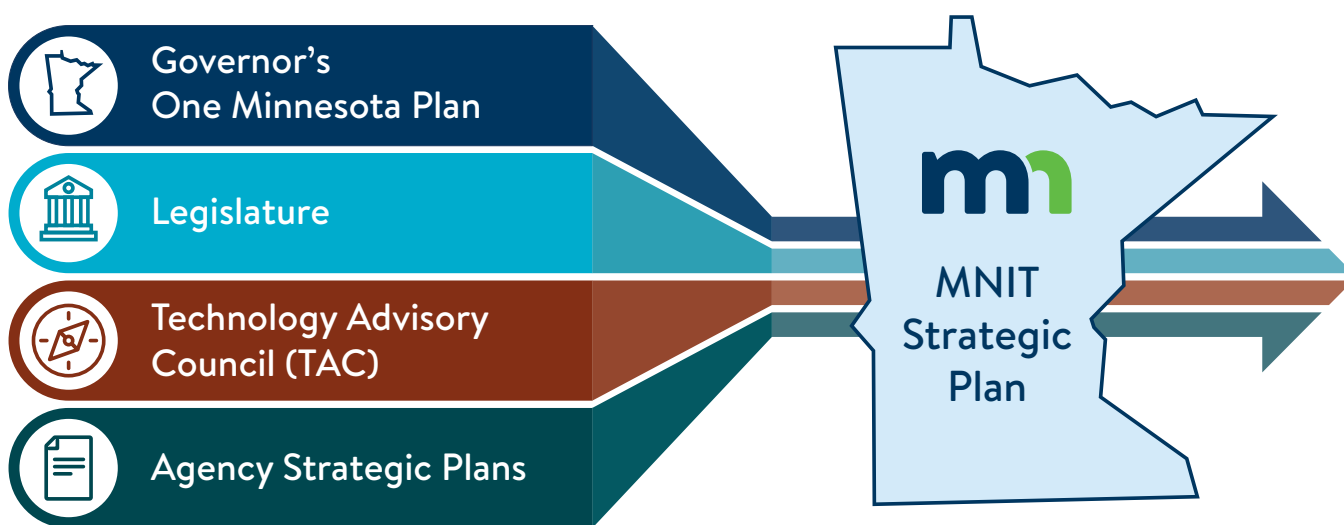 Governor’s
One Minnesota Plan
Legislature
Technology Advisory
Council (TAC)
Agency Strategic Plans
mn
MNIT
Strategic
Plan